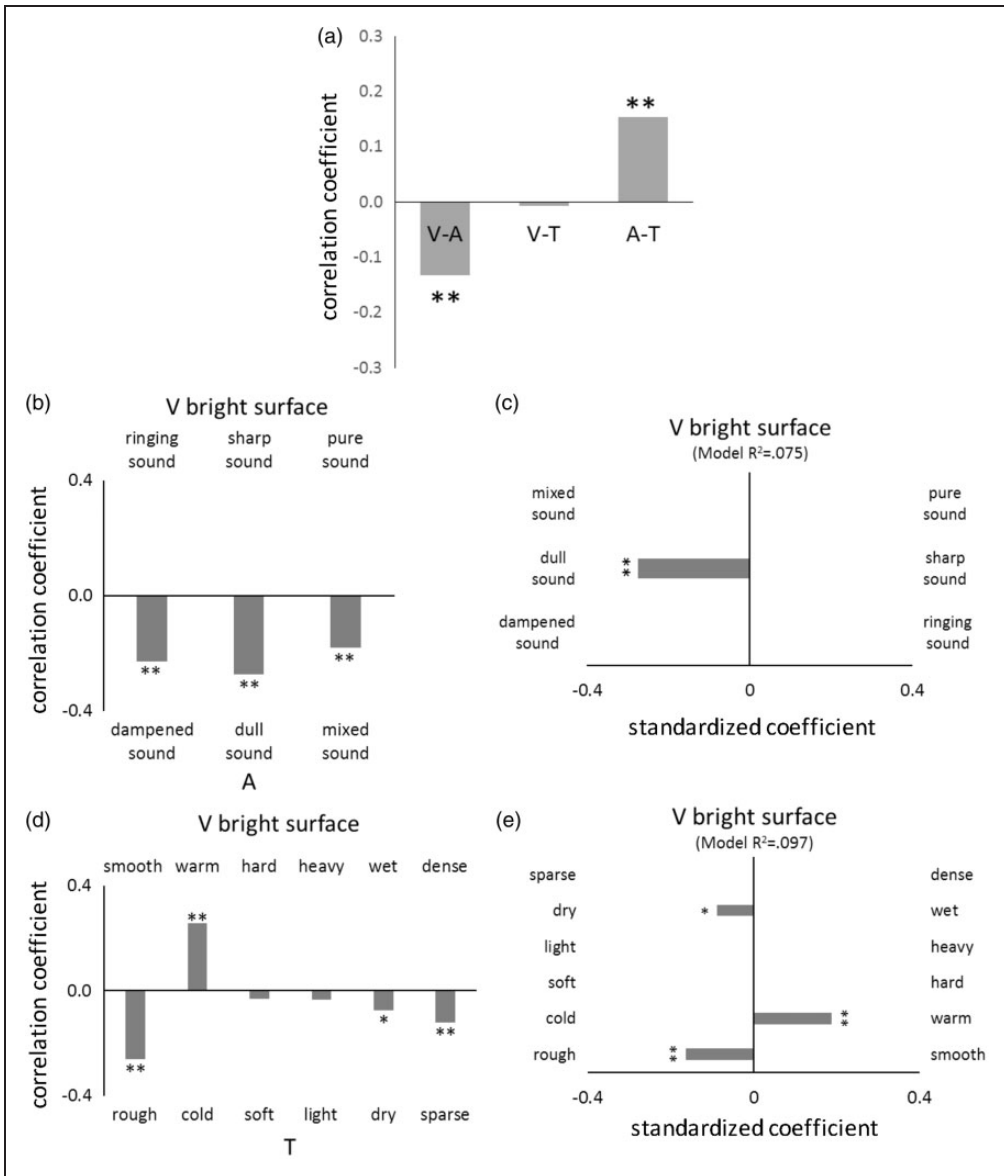 (a)
0.3
0.2
0.1
0.0
-0.1
-0.2
-0.3
correlation coefficient
**
V-A V-T A-T
**
(b)
V bright surface
ringing sharp pure
sound sound sound
0.4
0.0
-0.4
correlation coefficient
** ** **
dampened dull mixed
sound sound sound
A
(c)
V bright surface
(Model R²=.075)
mixed pure
sound sound
dull sharp
sound sound
**
dampened ringing
sound sound
-0.4 0 0.4
standardized coefficient
(d)
V bright surface
smooth warm hard heavy wet dense
0.4
0.0
-0.4
correlation coefficient
**
*
**
**
rough cold soft light dry sparse
T
(e)
V bright surface
(Model R²=.097)
sparse dense
dry * wet
light heavy
soft hard
cold ** warm
rough ** smooth
-0.4 0 0.4
standardized coefficient